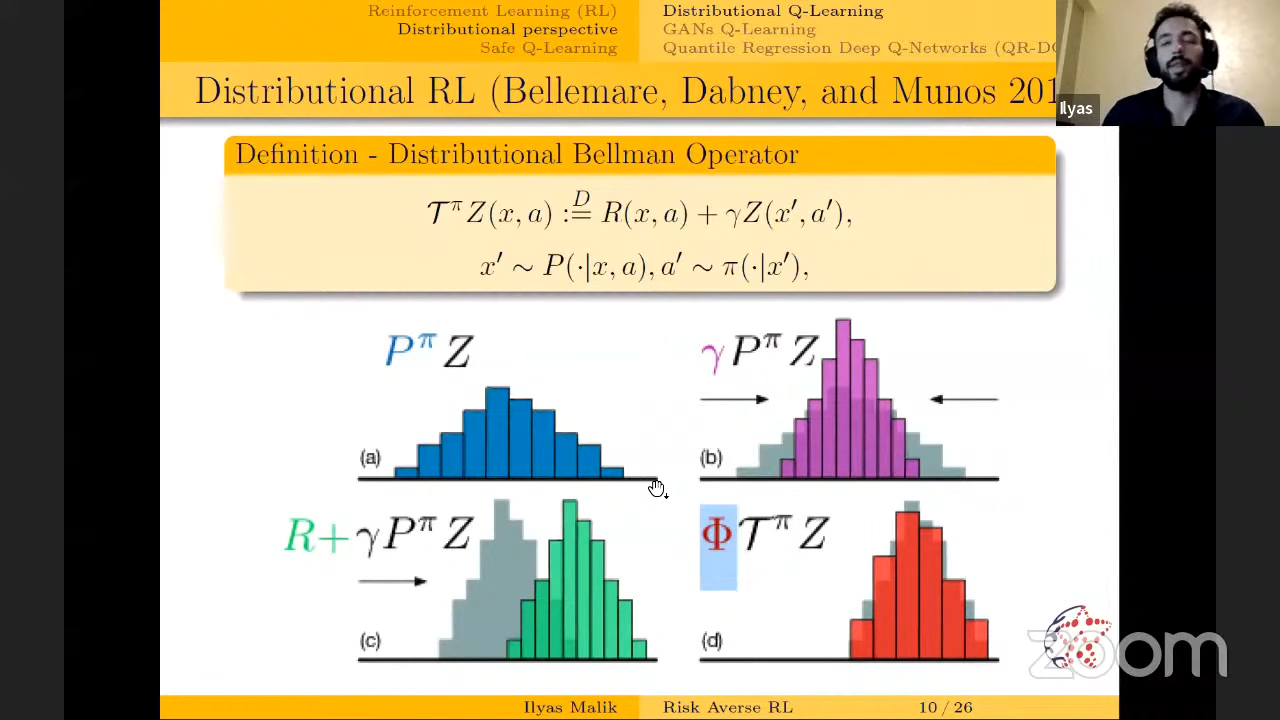 Reinforcement Learning (RL)
Distributional perspective
Safe Q-Learning
Distributional Q-Learning
GANs Q-Learning
Quantile Regression Deep Q-Networks (QR-DQ
Distributional RL (Bellemare, Dabney, and Munos 201
Ilyas
Definition - Distributional Bellman Operator
𝒯^π Z(x, a) :=^D R(x, a) + γZ(x′, a′),
x′ ∼ P(·|x, a), a′ ∼ π(·|x′),
P^π Z
(a)
γ P^π Z
(b)
R+ γP^π Z
(c)
Φ 𝒯^π Z
(d)
zoom
Ilyas Malik
Risk Averse RL
10 / 26